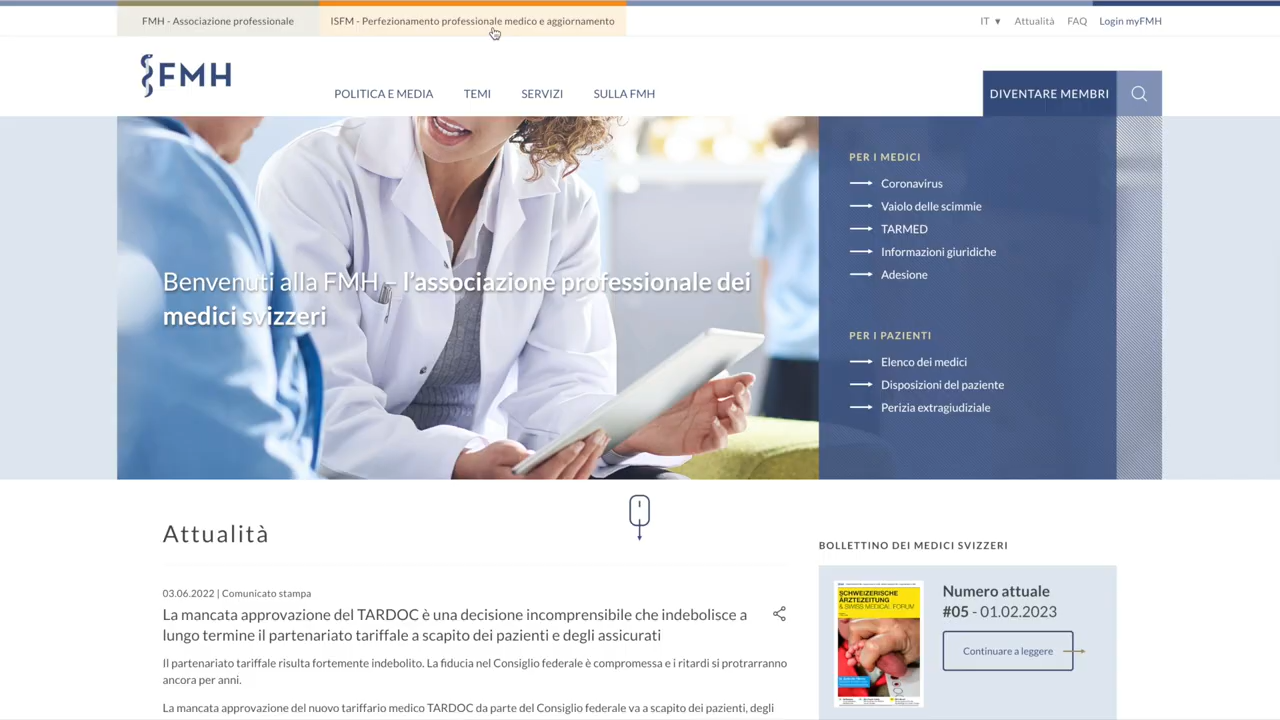 FMH - Associazione professionale
ISFM - Perfezionamento professionale medico e aggiornamento
IT ▼
Attualità
FAQ
Login myFMH
FMH
POLITICA E MEDIA
TEMI
SERVIZI
SULLA FMH
DIVENTARE MEMBRI
Benvenuti alla FMH – l'associazione professionale dei
medici svizzeri
PER I MEDICI
Coronavirus
Vaiolo delle scimmie
TARMED
Informazioni giuridiche
Adesione
PER I PAZIENTI
Elenco dei medici
Disposizioni del paziente
Perizia extragiudiziale
Attualità
03.06.2022 | Comunicato stampa
La mancata approvazione del TARDOC è una decisione incomprensibile che indebolisce a
lungo termine il partenariato tariffale a scapito dei pazienti e degli assicurati
Il partenariato tariffale risulta fortemente indebolito. La fiducia nel Consiglio federale è compromessa e i ritardi si protrarranno
ancora per anni.
La mancata approvazione del nuovo tariffario medico TARDOC da parte del Consiglio federale va a scapito dei pazienti, degli
BOLLETTINO DEI MEDICI SVIZZERI
SCHWEIZERISCHE
ÄRZTEZEITUNG
& SWISS MEDICAL FORUM
Numero attuale
#05 - 01.02.2023
Continuare a leggere